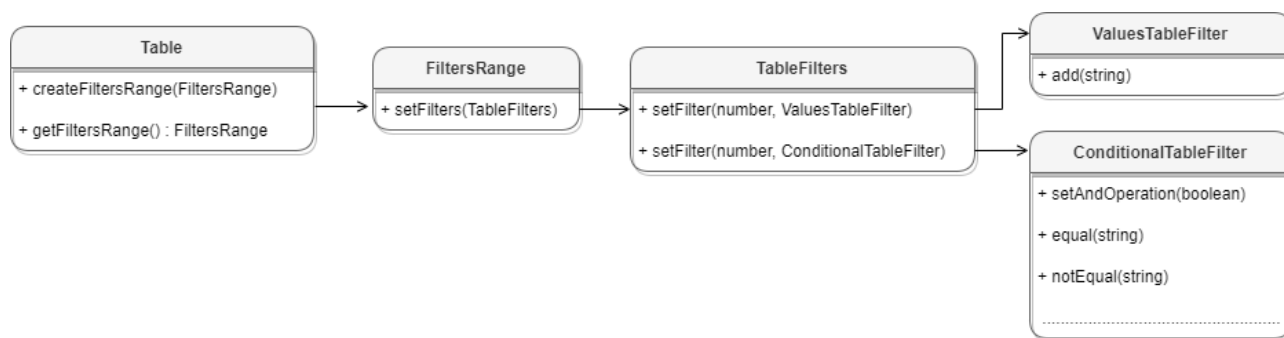 Table
+ createFiltersRange(FiltersRange)
+ getFiltersRange() : FiltersRange
FiltersRange
+ setFilters(TableFilters)
TableFilters
+ setFilter(number, ValuesTableFilter)
+ setFilter(number, ConditionalTableFilter)
ValuesTableFilter
+ add(string)
ConditionalTableFilter
+ setAndOperation(boolean)
+ equal(string)
+ notEqual(string)